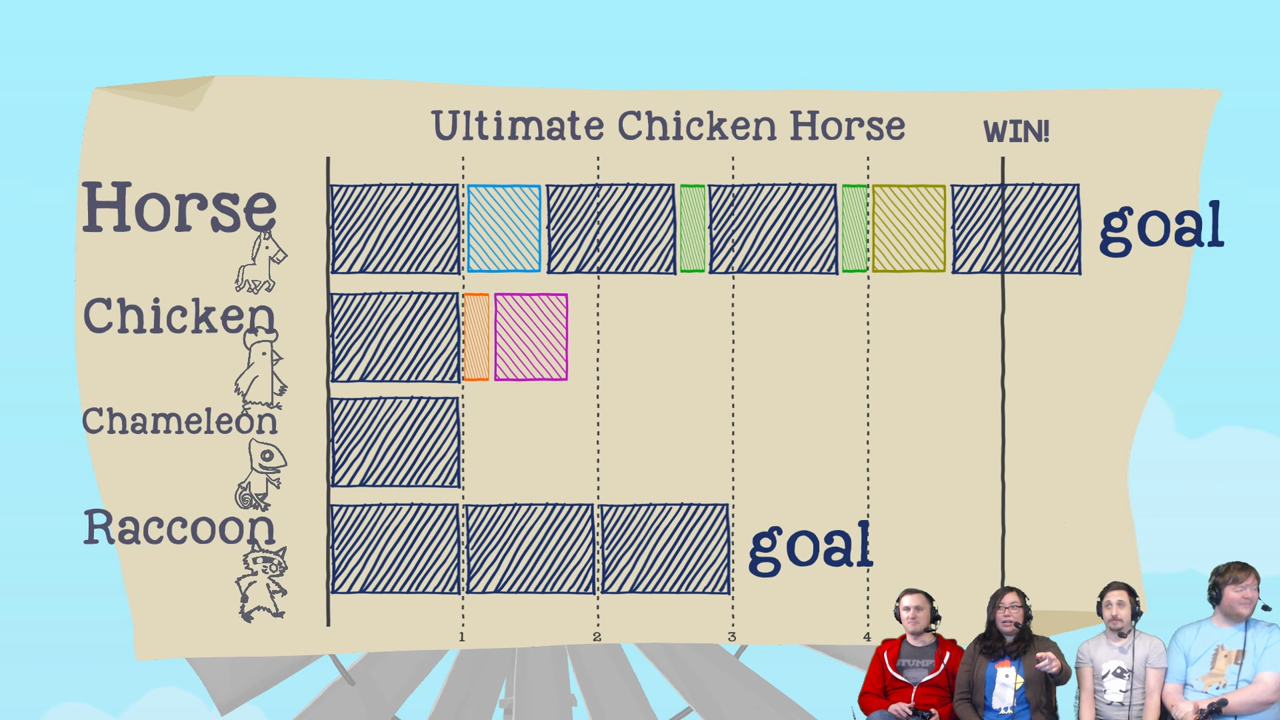 Ultimate Chicken Horse
WIN!
Horse
goal
Chicken
Chameleon
Raccoon
goal
1 2 3 4